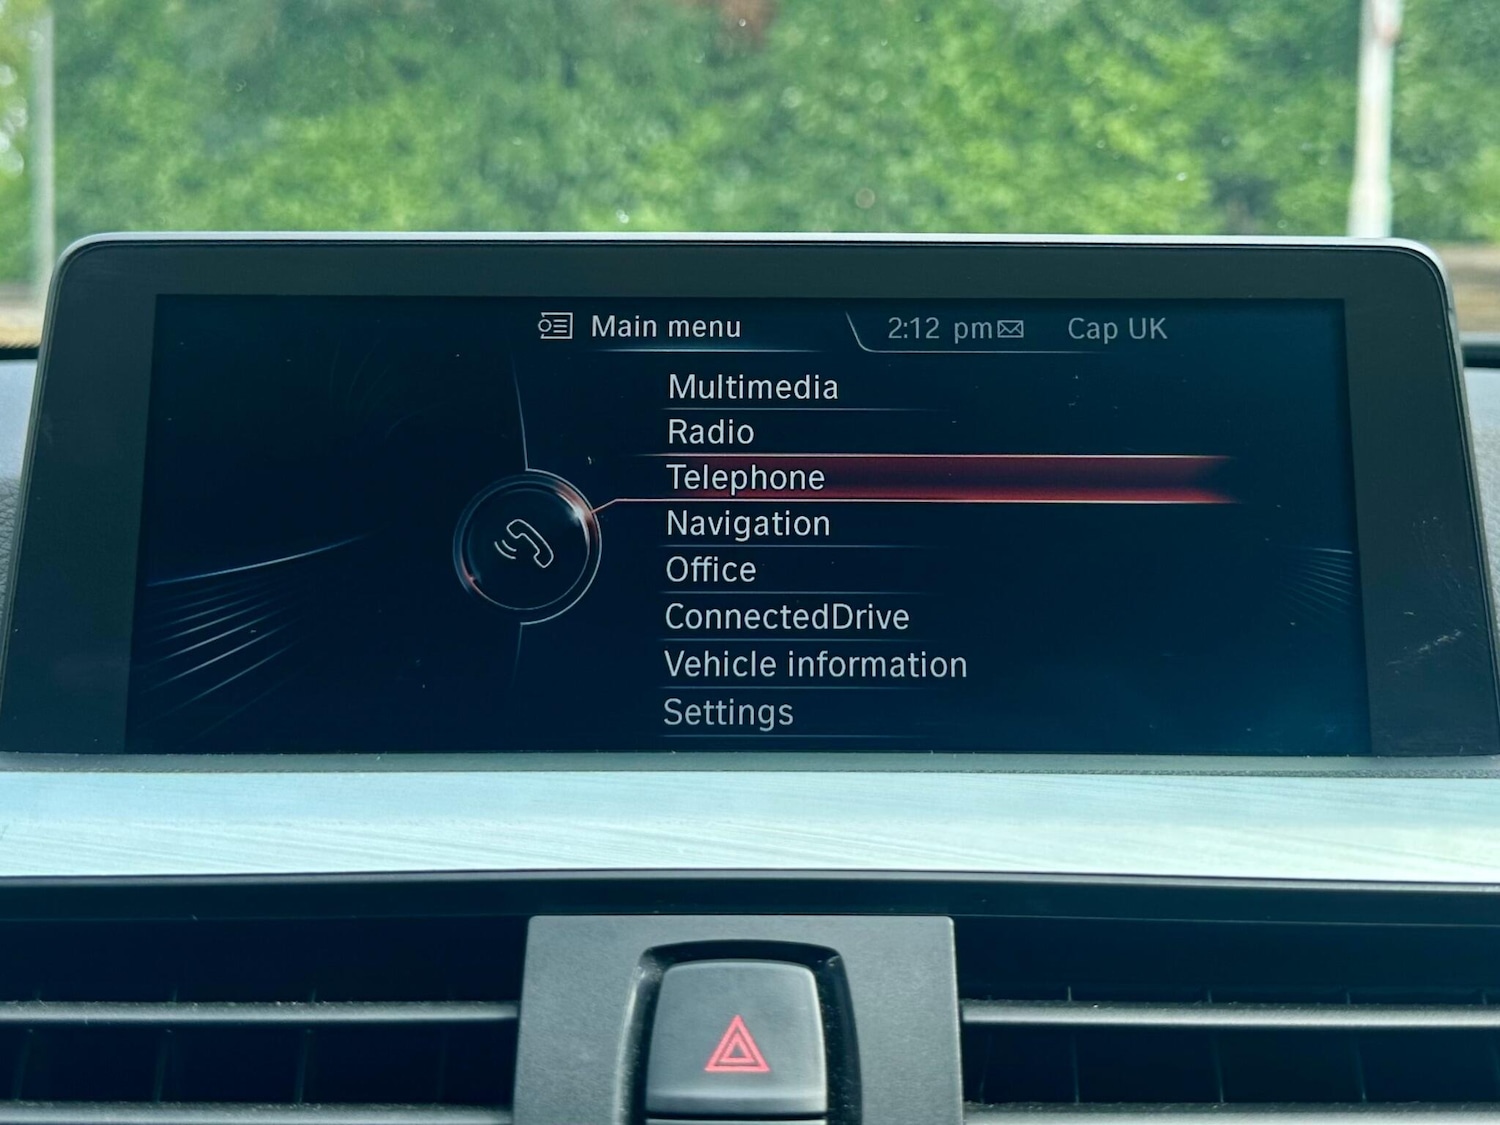 Main menu
2:12 pm Cap UK
Multimedia
Radio
Telephone
Navigation
Office
ConnectedDrive
Vehicle information
Settings